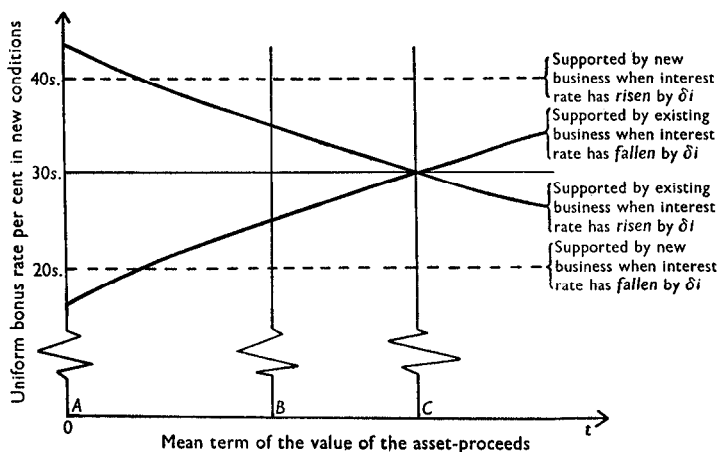 Uniform bonus rate per cent in new conditions
40s.
30s.
20s.
Supported by new
business when interest
rate has risen by δi
Supported by existing
business when interest
rate has fallen by δi
Supported by existing
business when interest
rate has risen by δi
Supported by new
business when interest
rate has fallen by δi
A
B
C
0
t
Mean term of the value of the asset-proceeds